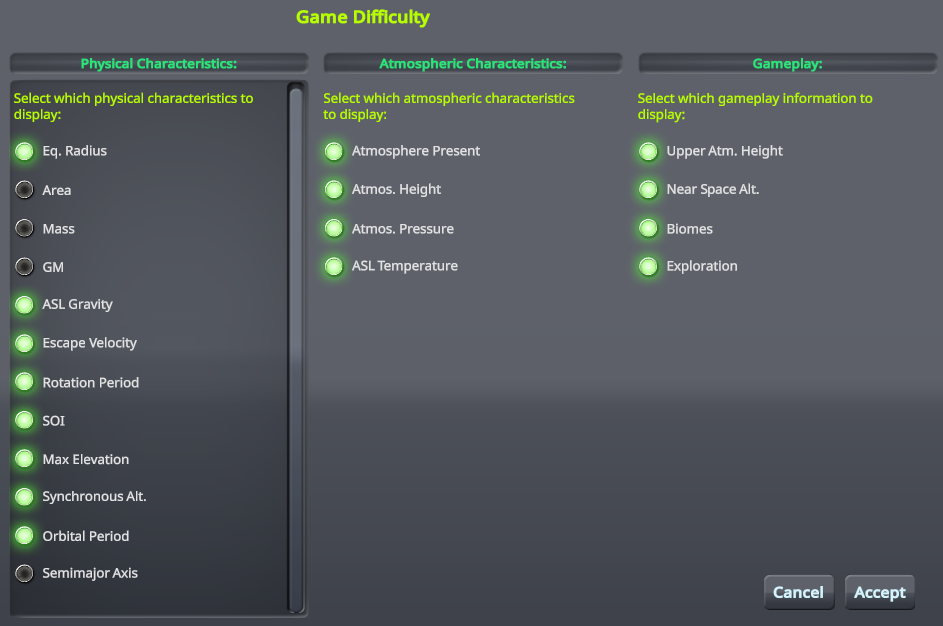 Game Difficulty
Physical Characteristics:
Select which physical characteristics to
display:
Eq. Radius
Area
Mass
GM
ASL Gravity
Escape Velocity
Rotation Period
SOI
Max Elevation
Synchronous Alt.
Orbital Period
Semimajor Axis
Atmospheric Characteristics:
Select which atmospheric characteristics
to display:
Atmosphere Present
Atmos. Height
Atmos. Pressure
ASL Temperature
Gameplay:
Select which gameplay information to
display:
Upper Atm. Height
Near Space Alt.
Biomes
Exploration
Cancel
Accept